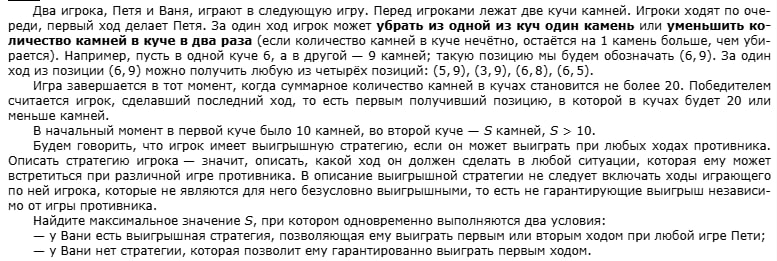 Два игрока, Петя и Ваня, играют в следующую игру. Перед игроками лежат две кучи камней. Игроки ходят по оче-
реди, первый ход делает Петя. За один ход игрок может убрать из одной из куч один камень или уменьшить ко-
личество камней в куче в два раза (если количество камней в куче нечётно, остаётся на 1 камень больше, чем уби-
рается). Например, пусть в одной куче 6, а в другой — 9 камней; такую позицию мы будем обозначать (6, 9). За один
ход из позиции (6, 9) можно получить любую из четырёх позиций: (5, 9), (3, 9), (6, 8), (6, 5).
Игра завершается в тот момент, когда суммарное количество камней в кучах становится не более 20. Победителем
считается игрок, сделавший последний ход, то есть первым получивший позицию, в которой в кучах будет 20 или
меньше камней.
В начальный момент в первой куче было 10 камней, во второй куче — S камней, S > 10.
Будем говорить, что игрок имеет выигрышную стратегию, если он может выиграть при любых ходах противника.
Описать стратегию игрока — значит, описать, какой ход он должен сделать в любой ситуации, которая ему может
встретиться при различной игре противника. В описание выигрышной стратегии не следует включать ходы играющего
по ней игрока, которые не являются для него безусловно выигрышными, то есть не гарантирующие выигрыш независи-
мо от игры противника.
Найдите максимальное значение S, при котором одновременно выполняются два условия:
— у Вани есть выигрышная стратегия, позволяющая ему выиграть первым или вторым ходом при любой игре Пети;
— у Вани нет стратегии, которая позволит ему гарантированно выиграть первым ходом.